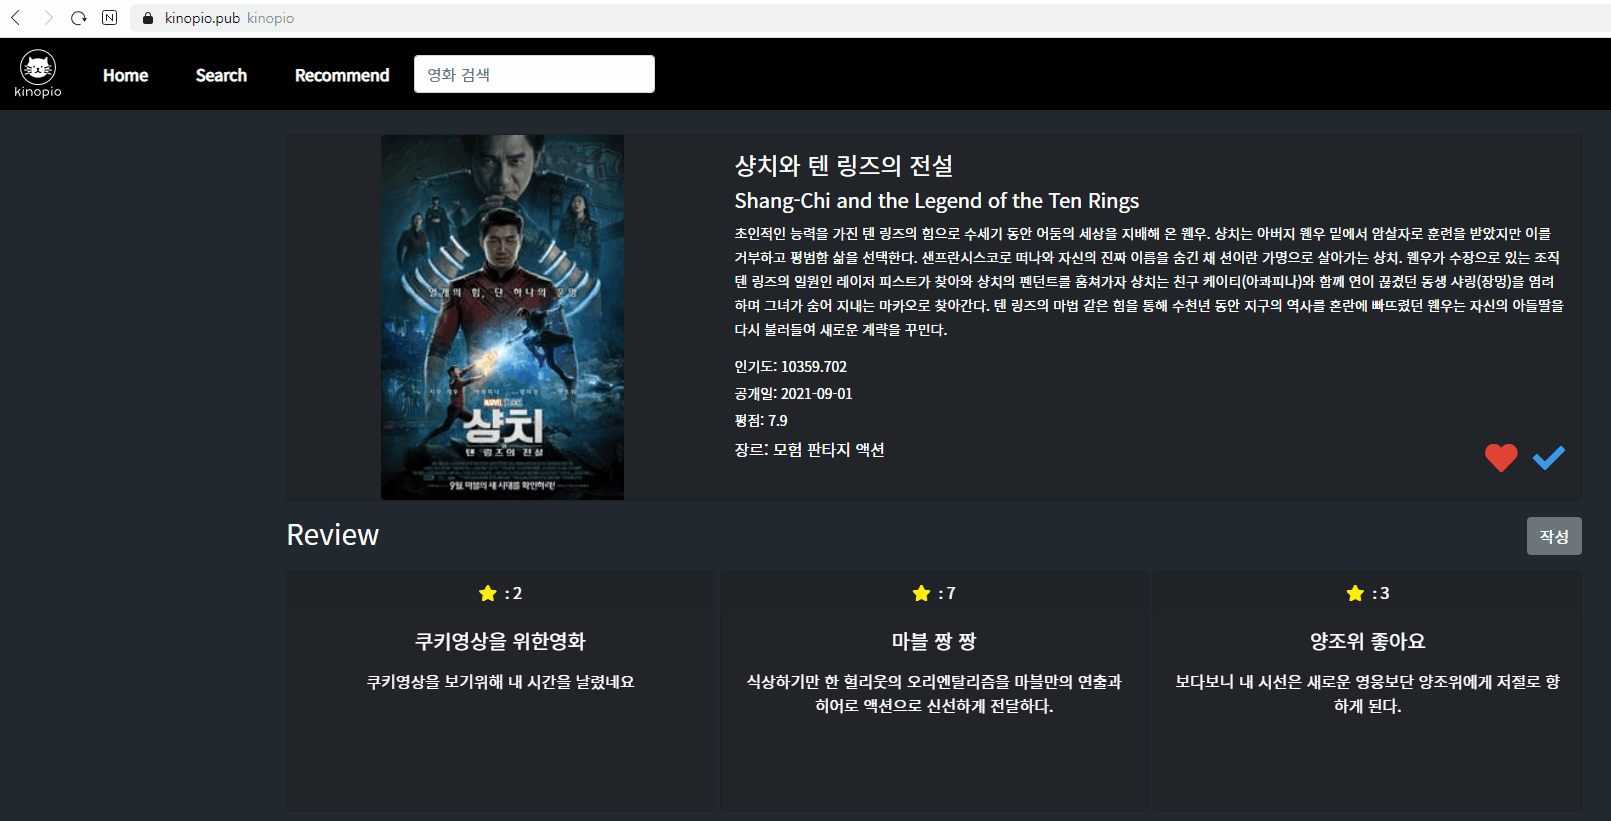 kinopio.pub kinopio
kinopio
Home
Search
Recommend
영화 검색
열개의 힘, 단 하나의 운명
MARVEL STUDIOS
샹치
와
텐 링즈의 전설
9월, 마블의 새 시대를 확인하라!
샹치와 텐 링즈의 전설
Shang-Chi and the Legend of the Ten Rings
초인적인 능력을 가진 텐 링즈의 힘으로 수세기 동안 어둠의 세상을 지배해 온 웬우. 샹치는 아버지 웬우 밑에서 암살자로 훈련을 받았지만 이를
거부하고 평범함 삶을 선택한다. 샌프란시스코로 떠나와 자신의 진짜 이름을 숨긴 채 션이란 가명으로 살아가는 샹치. 웬우가 수장으로 있는 조직
텐 링즈의 일원인 레이저 피스트가 찾아와 샹치의 펜던트를 훔쳐가자 샹치는 친구 케이티(아콰피나)와 함께 연이 끊겼던 동생 샤링(장멍)을 염려
하며 그녀가 숨어 지내는 마카오로 찾아간다. 텐 링즈의 마법 같은 힘을 통해 수천년 동안 지구의 역사를 혼란에 빠뜨렸던 웬우는 자신의 아들딸을
다시 불러들여 새로운 계략을 꾸민다.
인기도: 10359.702
공개일: 2021-09-01
평점: 7.9
장르: 모험 판타지 액션
Review
작성
: 2
쿠키영상을 위한영화
쿠키영상을 보기위해 내 시간을 날렸네요
: 7
마블 짱 짱
식상하기만 한 헐리웃의 오리엔탈리즘을 마블만의 연출과
히어로 액션으로 신선하게 전달하다.
: 3
양조위 좋아요
보다보니 내 시선은 새로운 영웅보단 양조위에게 저절로 향
하게 된다.